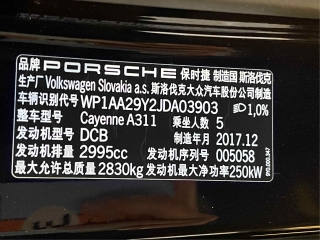 品牌 PORSCHE 保时捷 制造国 斯洛伐克
生产厂 Volkswagen Slovakia a.s. 斯洛伐克大众汽车股份公司制造
车辆识别代号 WP1AA29Y2JDA03903 1,0%
整车型号 Cayenne A311 乘坐人数 5
发动机型号 DCB 制造年月 2017.12
发动机排量 2995cc 发动机序列号 005058
最大允许总质量 2830kg 发动机最大净功率 250kW